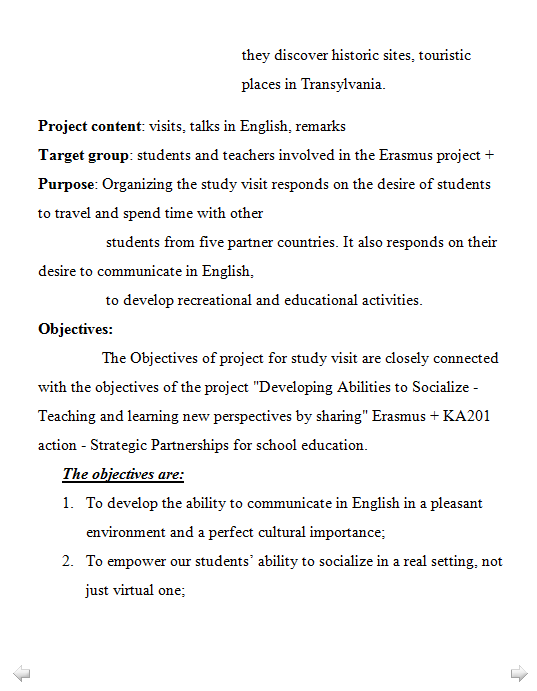 they discover historic sites, touristic
places in Transylvania.
Project content: visits, talks in English, remarks
Target group: students and teachers involved in the Erasmus project +
Purpose: Organizing the study visit responds on the desire of students
to travel and spend time with other
students from five partner countries. It also responds on their
desire to communicate in English,
to develop recreational and educational activities.
Objectives:
The Objectives of project for study visit are closely connected
with the objectives of the project "Developing Abilities to Socialize -
Teaching and learning new perspectives by sharing" Erasmus + KA201
action - Strategic Partnerships for school education.
The objectives are:
1. To develop the ability to communicate in English in a pleasant
environment and a perfect cultural importance;
2. To empower our students’ ability to socialize in a real setting, not
just virtual one;